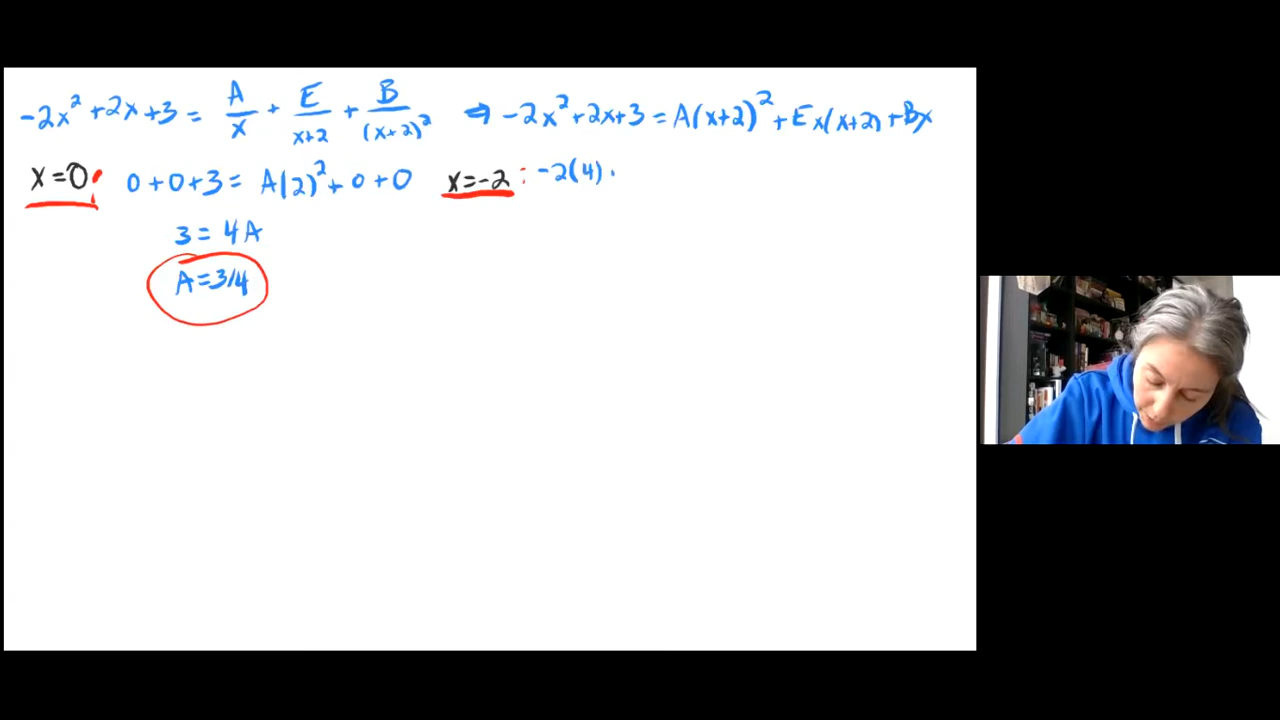 -2x² + 2x + 3 = A/x + E/(x+2) + B/(x+2)² ⇒ -2x² + 2x + 3 = A(x+2)² + Ex(x+2) + Bx
x=0: 0 + 0 + 3 = A(2)² + 0 + 0 x=-2 : -2(4)
3 = 4A
A = 3/4